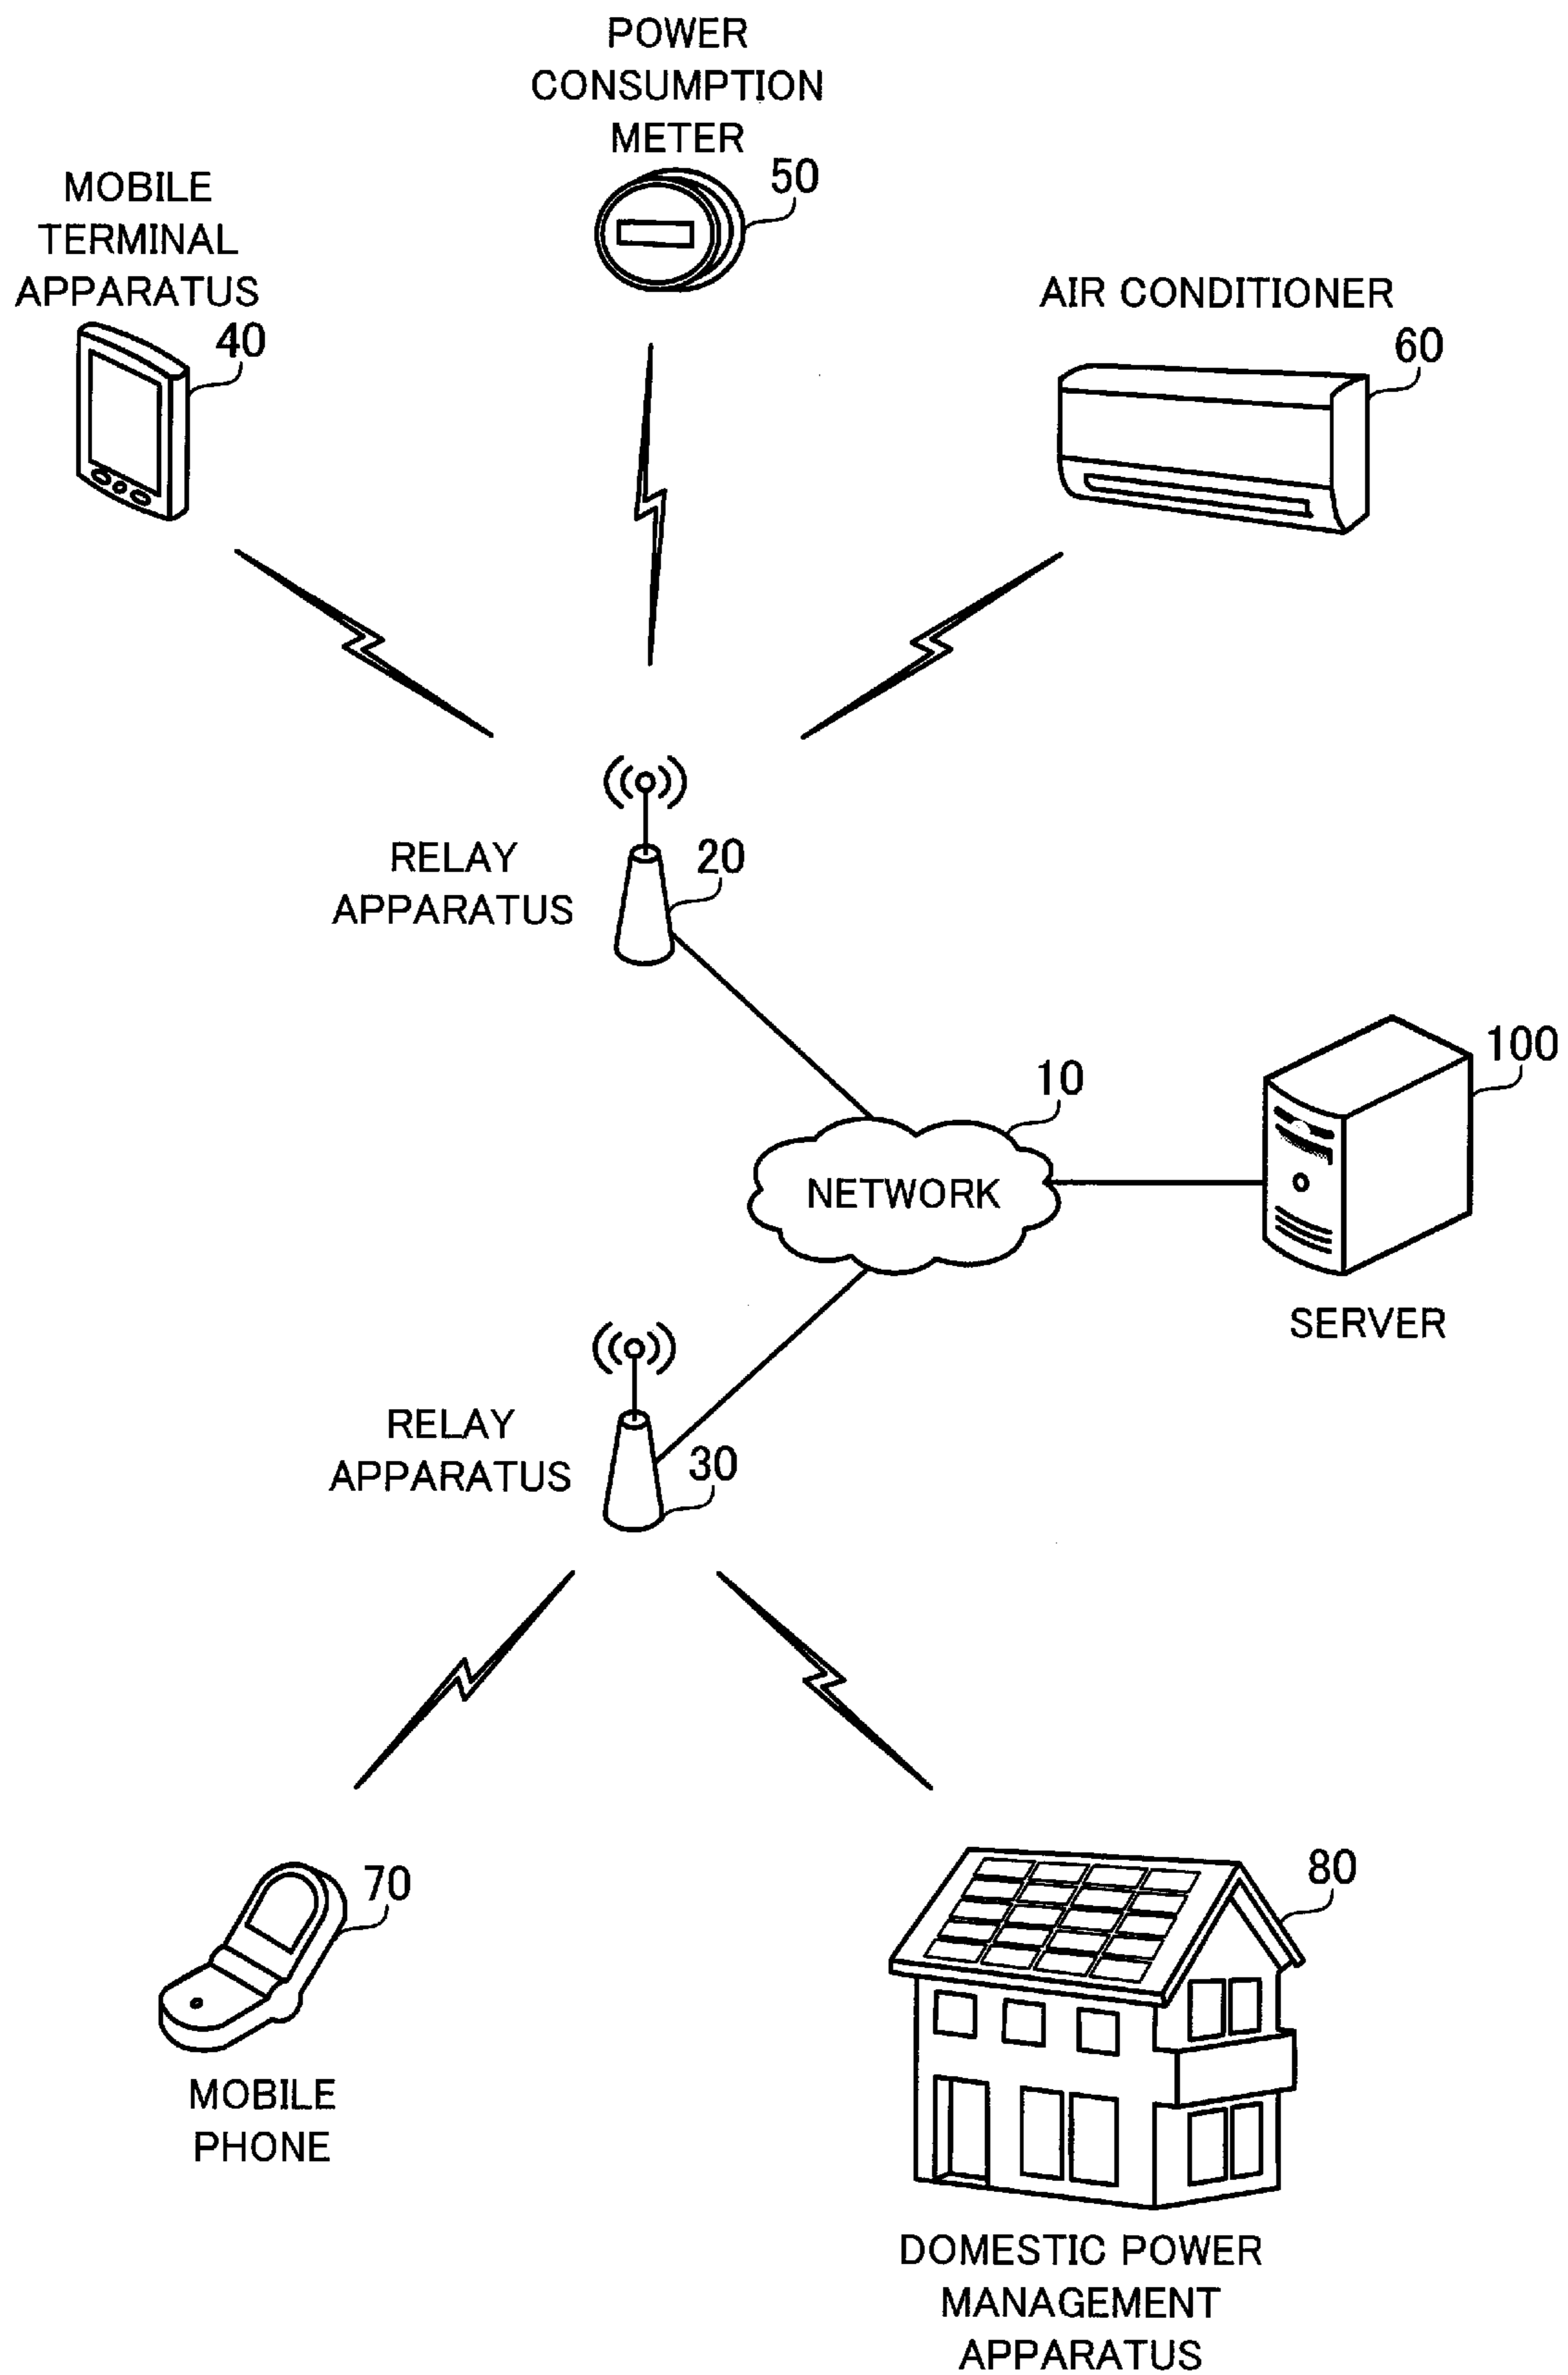 POWER
CONSUMPTION
METER
50
MOBILE
TERMINAL
APPARATUS
40
AIR CONDITIONER
60
RELAY
APPARATUS
20
10
NETWORK
100
SERVER
RELAY
APPARATUS
30
70
MOBILE
PHONE
80
DOMESTIC POWER
MANAGEMENT
APPARATUS